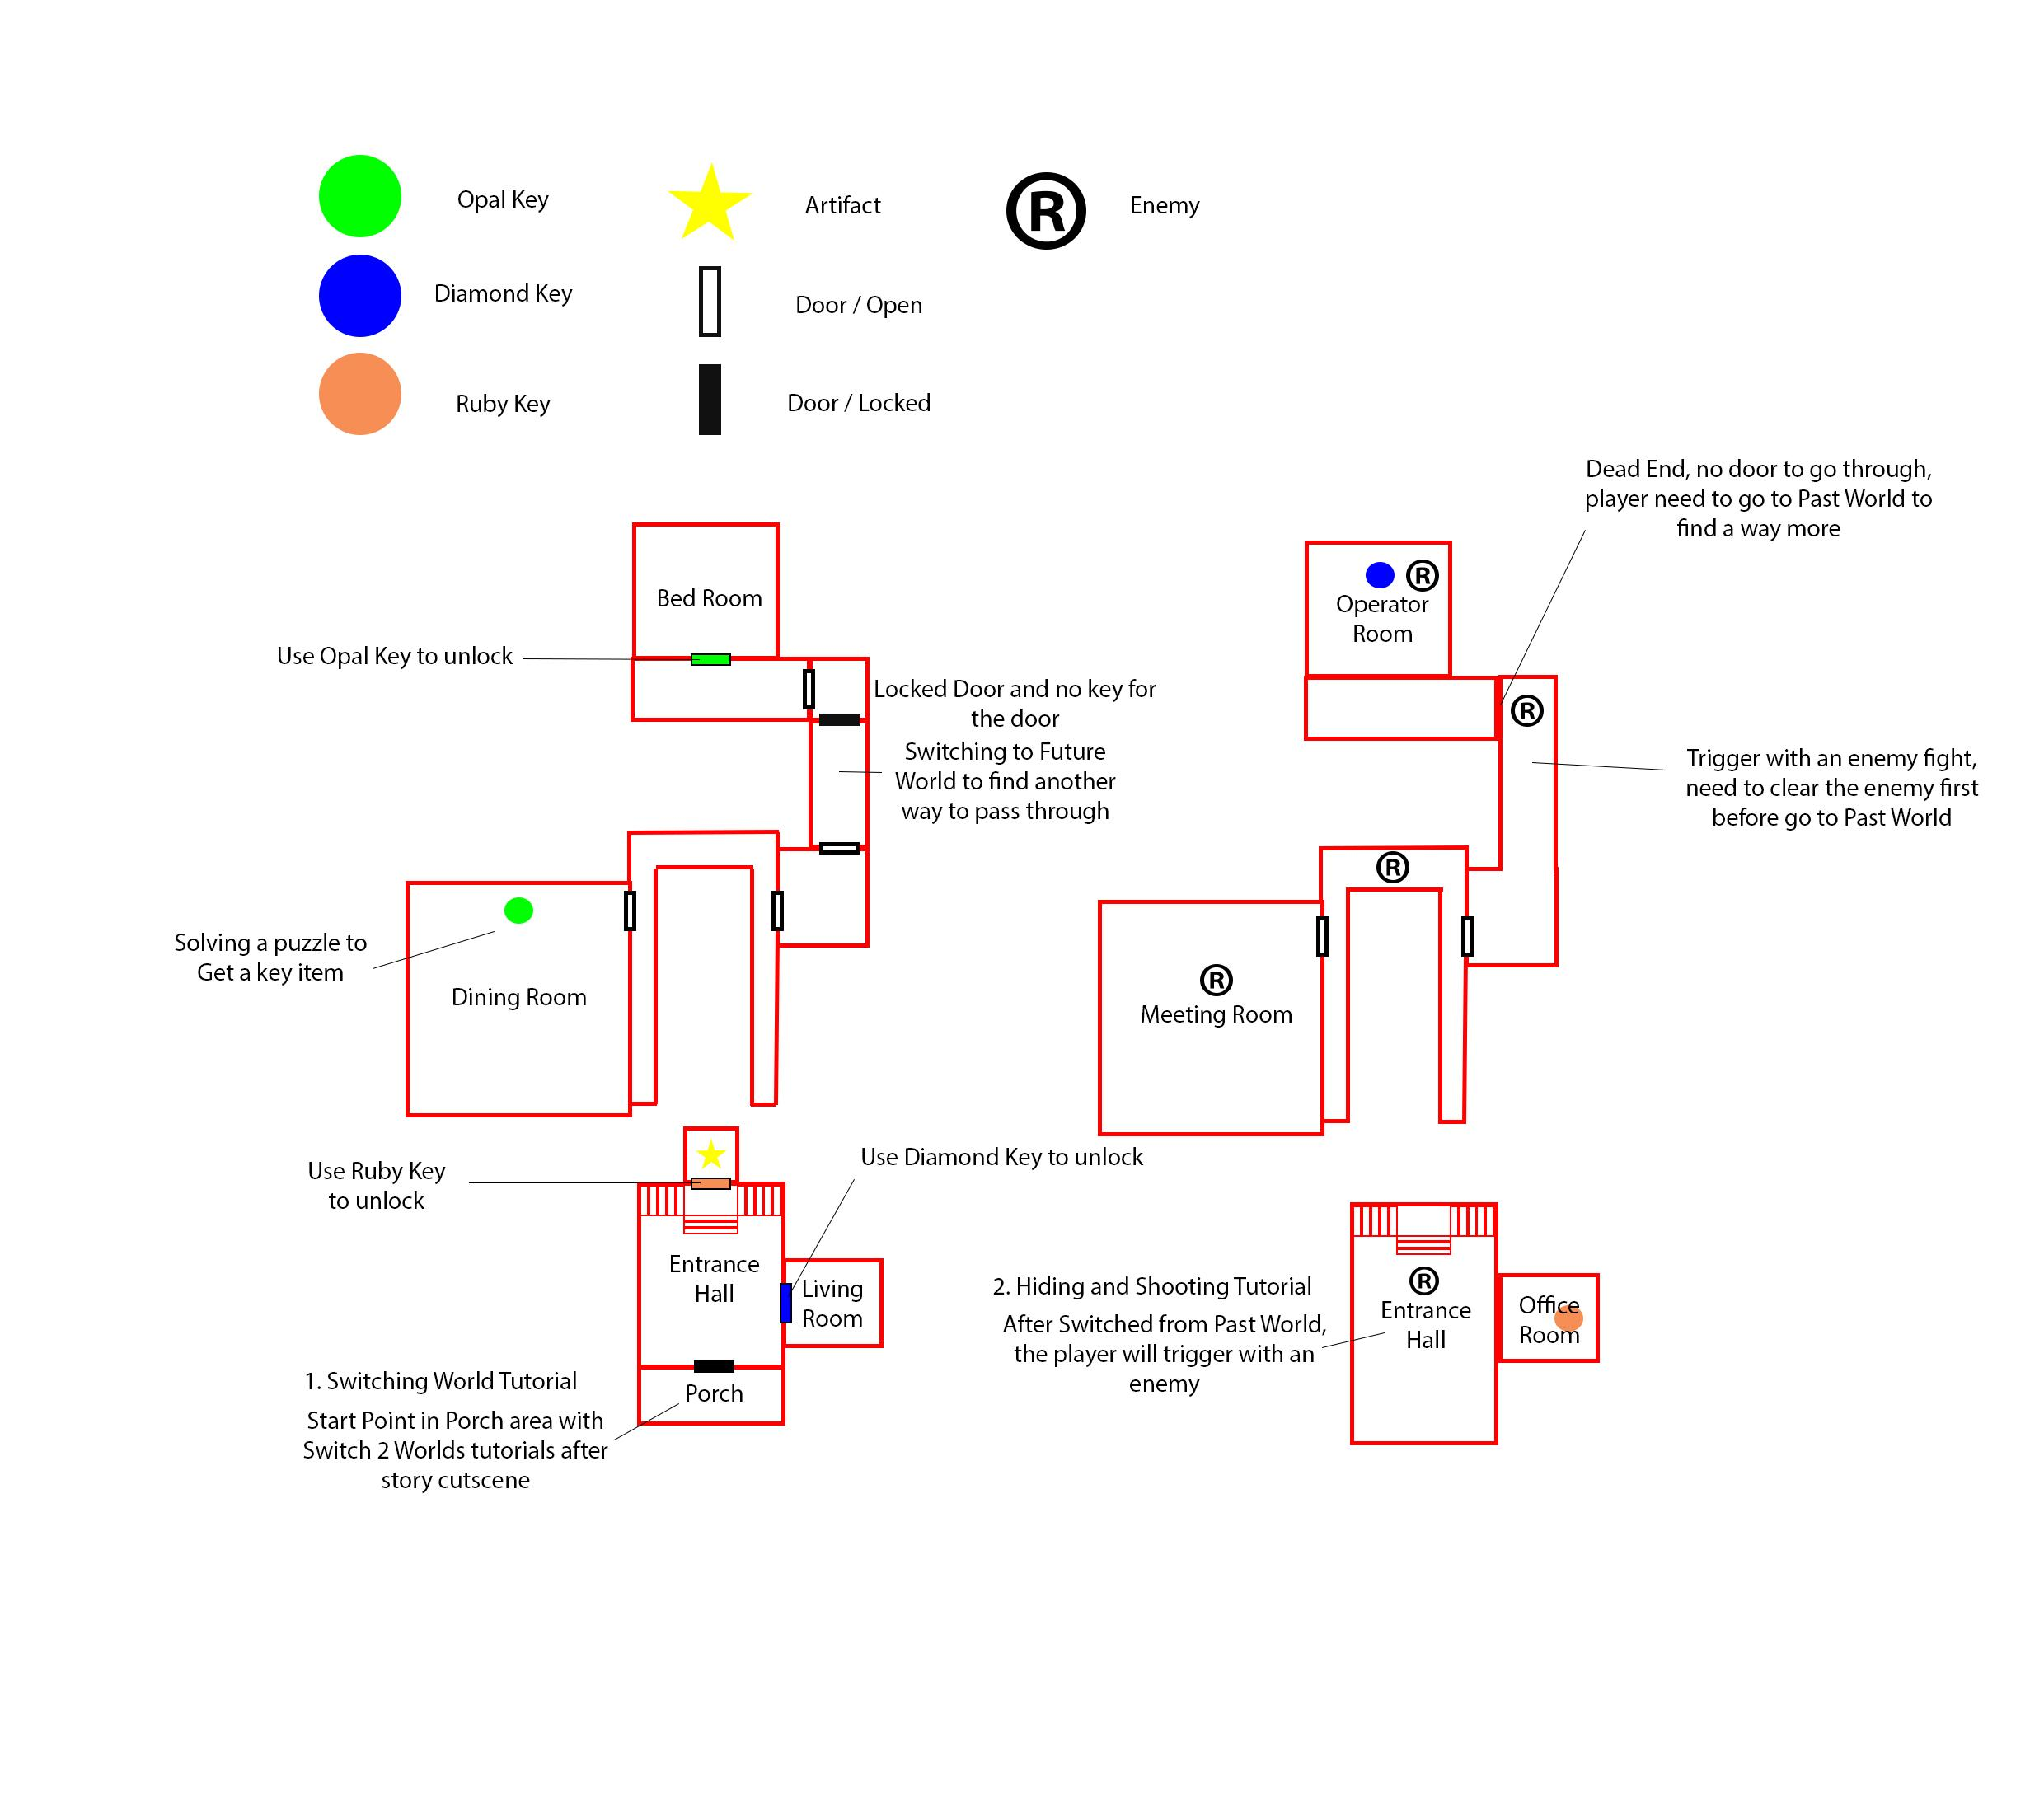 Opal Key
Artifact
Enemy
Diamond Key
Door / Open
Ruby Key
Door / Locked
Dead End, no door to go through,
player need to go to Past World to
find a way more
Bed Room
Operator
Room
®
Use Opal Key to unlock
Locked Door and no key for
the door
®
Switching to Future
World to find another
way to pass through
Trigger with an enemy fight,
need to clear the enemy first
before go to Past World
®
Solving a puzzle to
Get a key item
Dining Room
®
Meeting Room
Use Ruby Key
to unlock
Use Diamond Key to unlock
Entrance
Hall
Living
Room
2. Hiding and Shooting Tutorial
After Switched from Past World,
the player will trigger with an
enemy
®
Entrance
Hall
Office
Room
1. Switching World Tutorial
Start Point in Porch area with
Switch 2 Worlds tutorials after
story cutscene
Porch
®